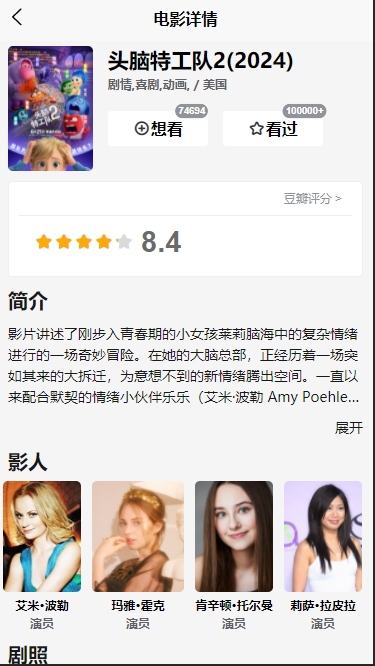 电影详情
头脑特工队2(2024)
剧情,喜剧,动画, / 美国
74694
想看
100000+
看过
头脑特工队2
豆瓣评分 >
8.4
简介
影片讲述了刚步入青春期的小女孩莱莉脑海中的复杂情绪
进行的一场奇妙冒险。在她的大脑总部，正经历着一场突
如其来的大拆迁，为意想不到的新情绪腾出空间。一直以
来配合默契的情绪小伙伴乐乐（艾米·波勒 Amy Poehle...
展开
影人
艾米·波勒
玛雅·霍克
肯辛顿·托尔曼
莉萨·拉皮拉
演员
演员
演员
演员
剧照